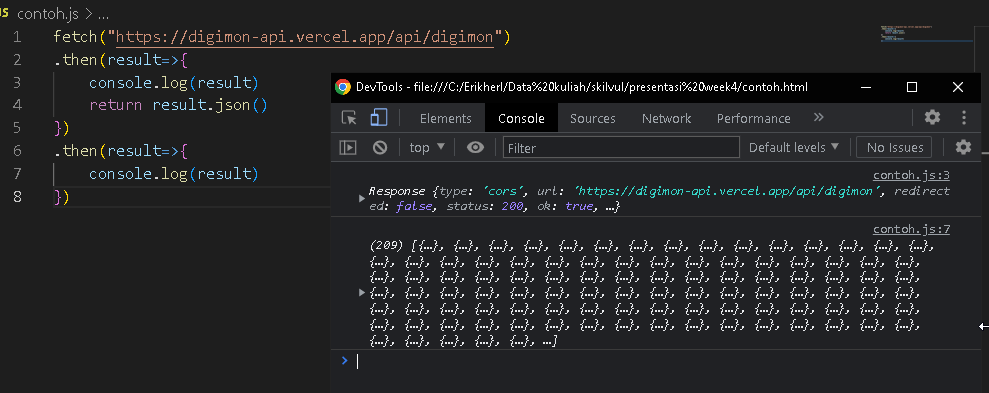 JS contoh.js > ...
1 fetch("https://digimon-api.vercel.app/api/digimon")
2 .then(result=>{
3 console.log(result)
4 return result.json()
5 })
6 .then(result=>{
7 console.log(result)
8 })
DevTools - file:///C:/Erikherl/Data%20kuliah/skilvul/presentasi%20week4/contoh.html
Elements Console Sources Network Performance »
top ▼ Filter Default levels ▼ No Issues
contoh.js:3
Response {type: 'cors', url: 'https://digimon-api.vercel.app/api/digimon', redirect
ed: false, status: 200, ok: true, …}
contoh.js:7
(209) [{…}, {…}, {…}, {…}, {…}, {…}, {…}, {…}, {…}, {…}, {…}, {…}, {…}, {…}, {…},
{…}, {…}, {…}, {…}, {…}, {…}, {…}, {…}, {…}, {…}, {…}, {…}, {…}, {…}, {…}, {…},
{…}, {…}, {…}, {…}, {…}, {…}, {…}, {…}, {…}, {…}, {…}, {…}, {…}, {…}, {…}, {…},
{…}, {…}, {…}, {…}, {…}, {…}, {…}, {…}, {…}, {…}, {…}, {…}, {…}, {…}, {…}, {…},
{…}, {…}, {…}, {…}, {…}, {…}, {…}, {…}, {…}, {…}, {…}, {…}, {…}, {…}, {…}, {…},
{…}, {…}, {…}, {…}, {…}, {…}, {…}, {…}, {…}, {…}, {…}, {…}, {…}, {…}, {…}, {…},
{…}, {…}, {…}, {…}, {…}, …]
>